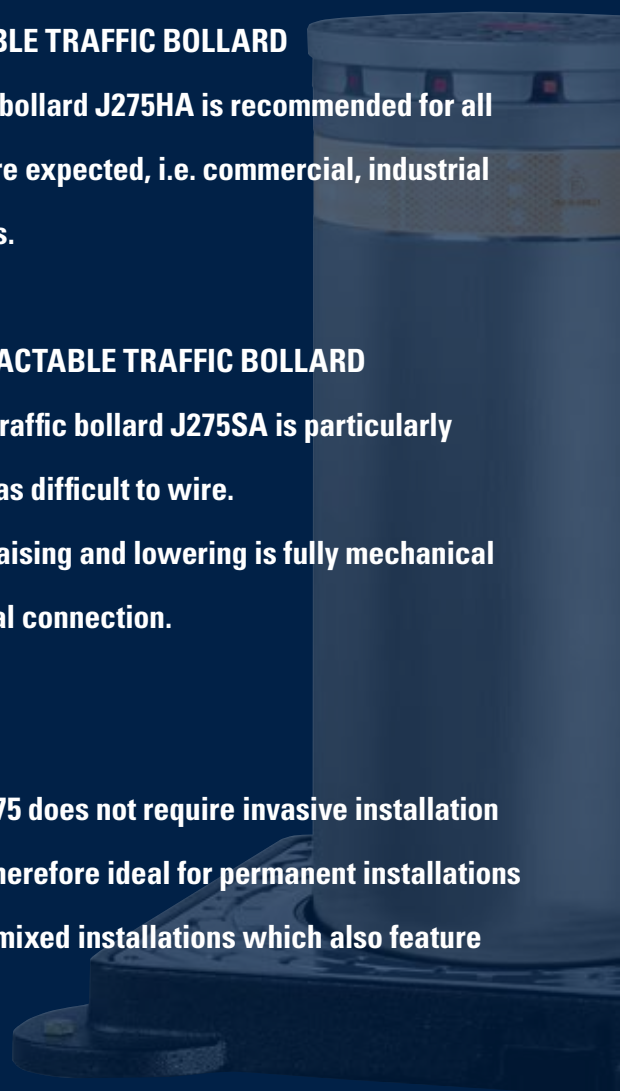 BLE TRAFFIC BOLLARD
bollard J275HA is recommended for all
re expected, i.e. commercial, industrial
s.
ACTABLE TRAFFIC BOLLARD
raffic bollard J275SA is particularly
as difficult to wire.
aising and lowering is fully mechanical
al connection.
75 does not require invasive installation
herefore ideal for permanent installations
mixed installations which also feature